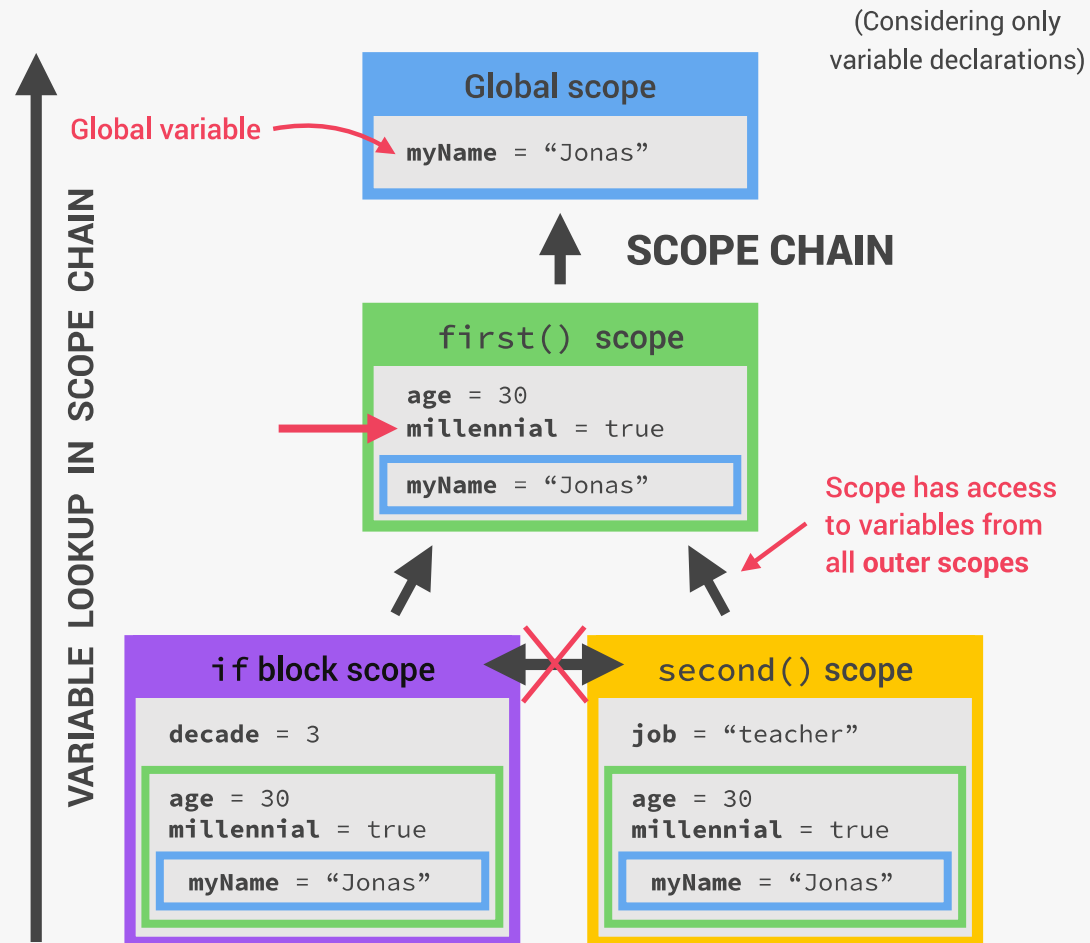 (Considering only
variable declarations)
Global scope
Global variable
myName = “Jonas”
VARIABLE LOOKUP IN SCOPE CHAIN
SCOPE CHAIN
first() scope
age = 30
millennial = true
myName = “Jonas”
Scope has access
to variables from
all outer scopes
if block scope
decade = 3
age = 30
millennial = true
myName = “Jonas”
second() scope
job = “teacher”
age = 30
millennial = true
myName = “Jonas”